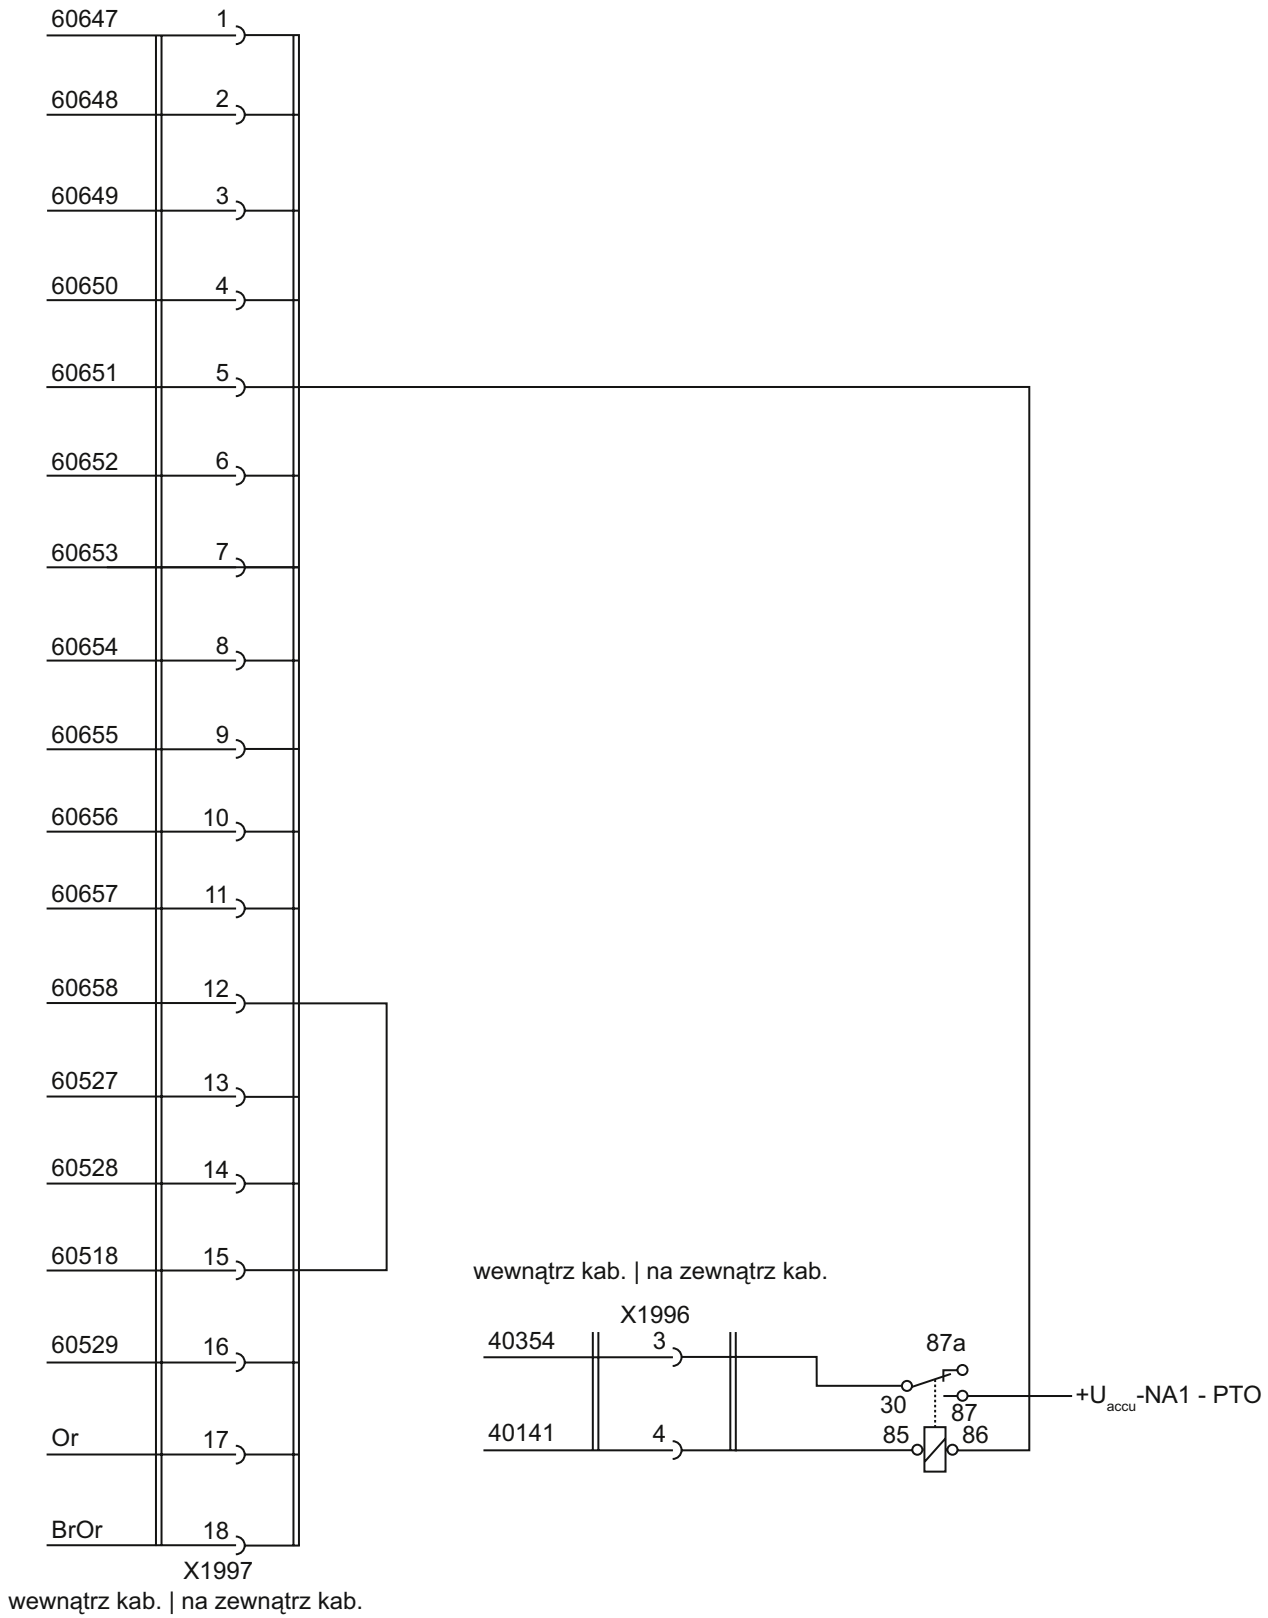 60647 1
60648 2
60649 3
60650 4
60651 5
60652 6
60653 7
60654 8
60655 9
60656 10
60657 11
60658 12
60527 13
60528 14
60518 15
60529 16
Or 17
BrOr 18
X1997
wewnątrz kab. | na zewnątrz kab.
wewnątrz kab. | na zewnątrz kab.
X1996
40354 3
40141 4
87a
30
87
85
86
+Uaccu-NA1 - PTO